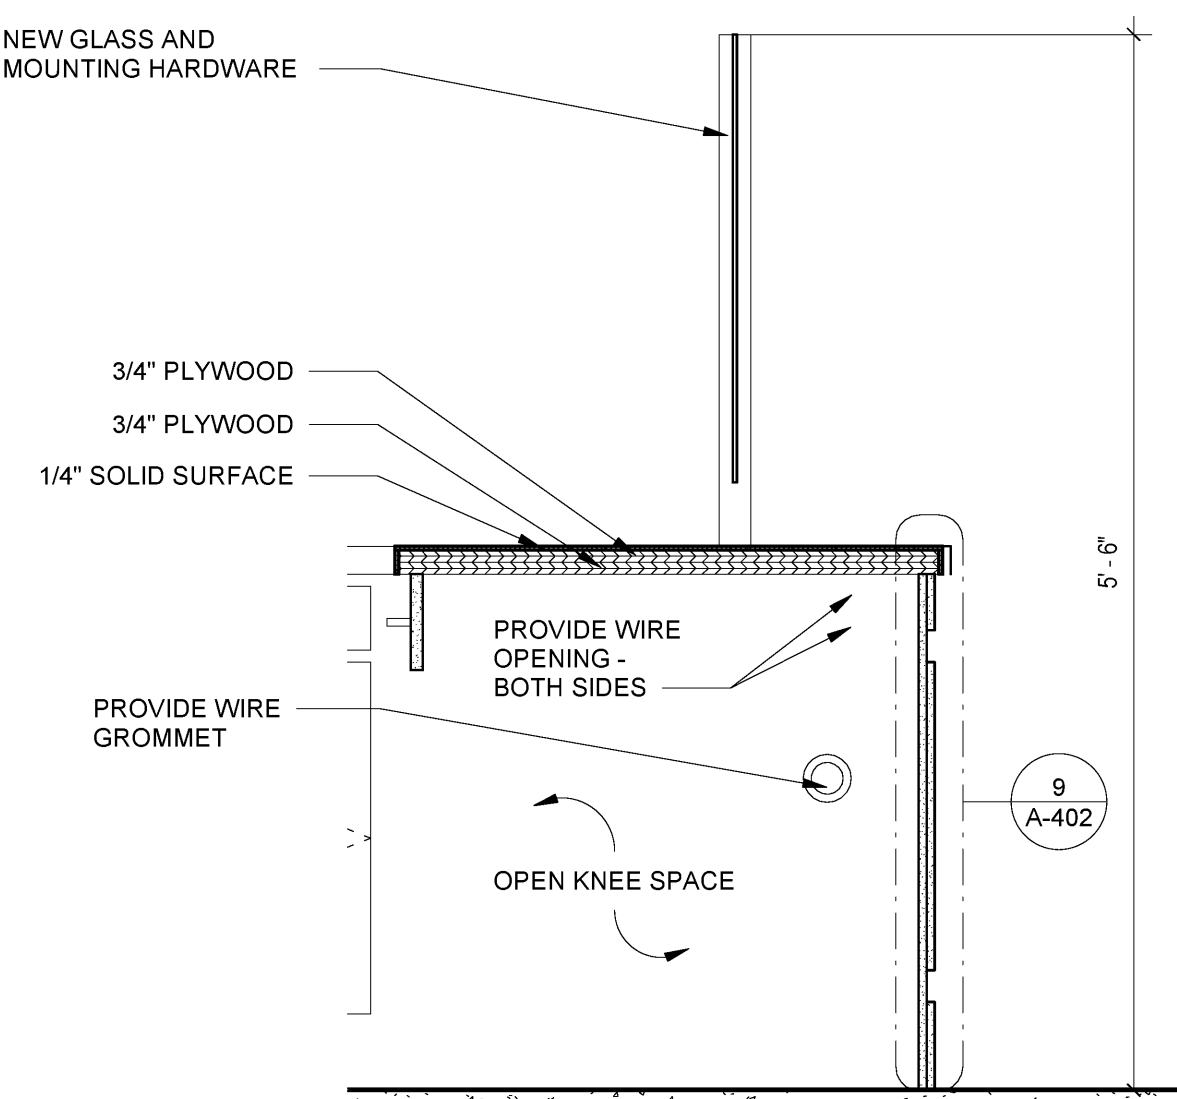 NEW GLASS AND
MOUNTING HARDWARE
3/4" PLYWOOD
3/4" PLYWOOD
1/4" SOLID SURFACE
5' - 6"
PROVIDE WIRE
OPENING -
BOTH SIDES
PROVIDE WIRE
GROMMET
9
A-402
OPEN KNEE SPACE